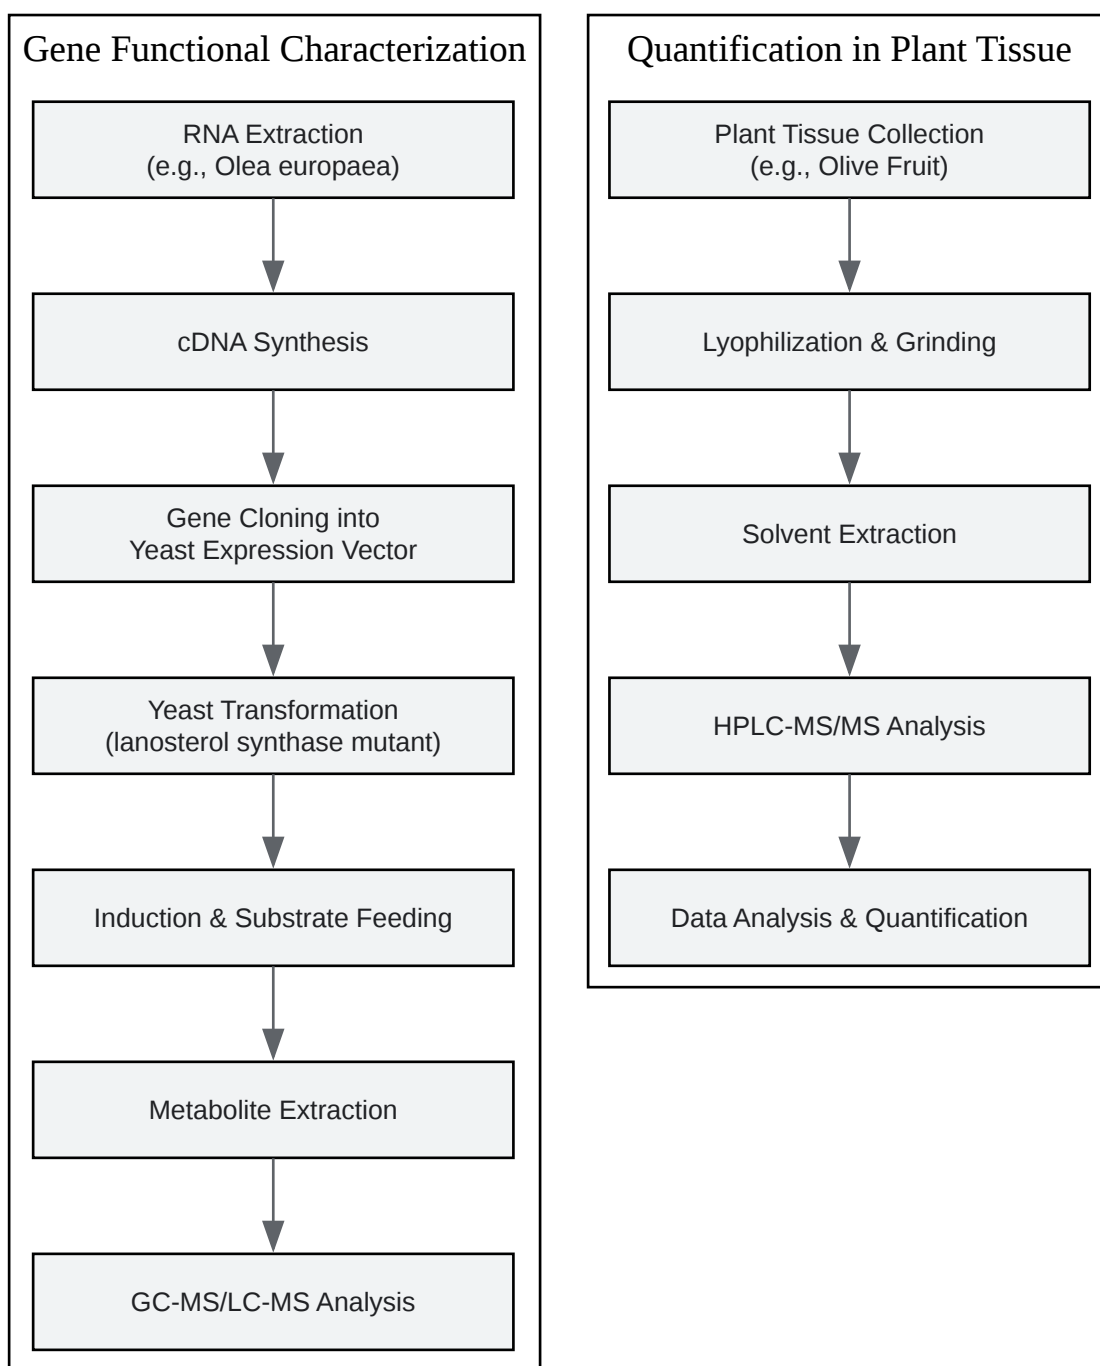 Gene Functional Characterization
RNA Extraction
(e.g., Olea europaea)
cDNA Synthesis
Gene Cloning into
Yeast Expression Vector
Yeast Transformation
(lanosterol synthase mutant)
Induction & Substrate Feeding
Metabolite Extraction
GC-MS/LC-MS Analysis
Quantification in Plant Tissue
Plant Tissue Collection
(e.g., Olive Fruit)
Lyophilization & Grinding
Solvent Extraction
HPLC-MS/MS Analysis
Data Analysis & Quantification